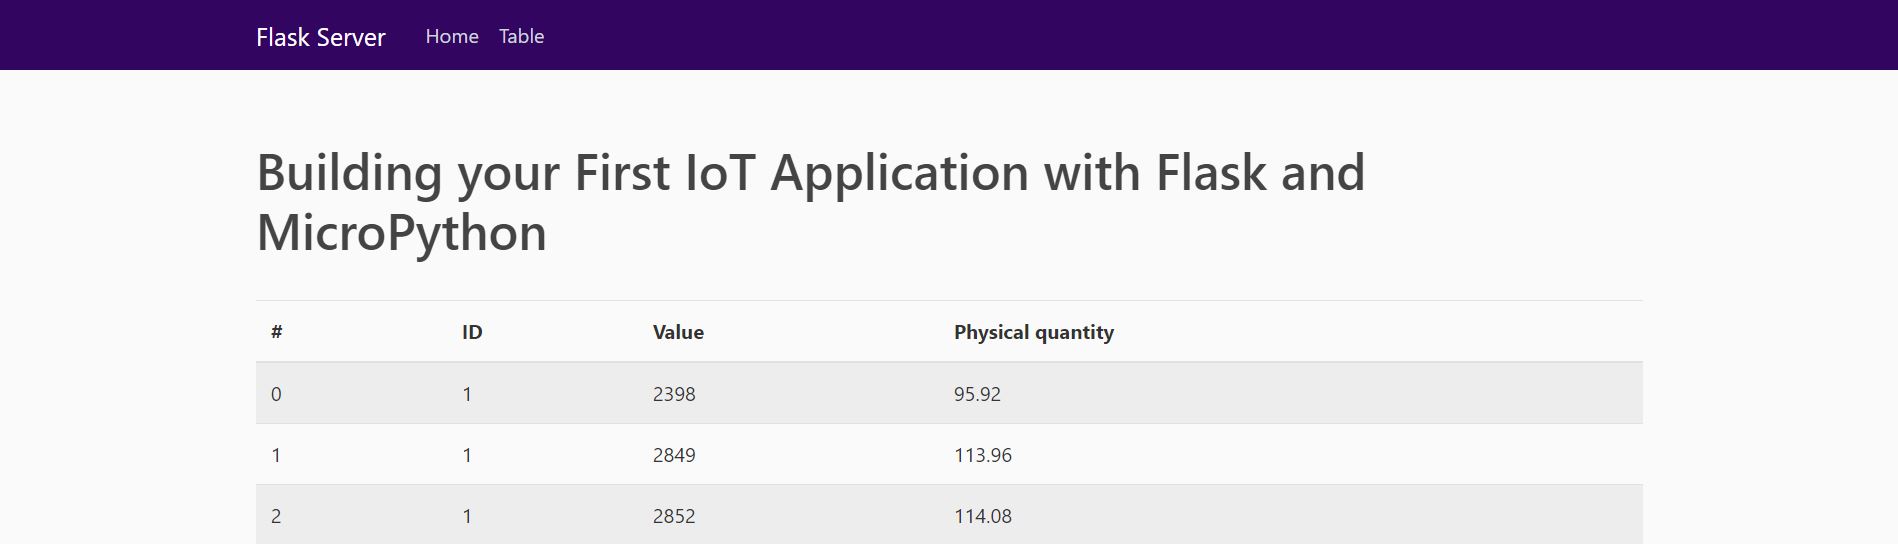 Flask Server Home Table
Building your First IoT Application with Flask and
MicroPython
# ID Value Physical quantity
0 1 2398 95.92
1 1 2849 113.96
2 1 2852 114.08